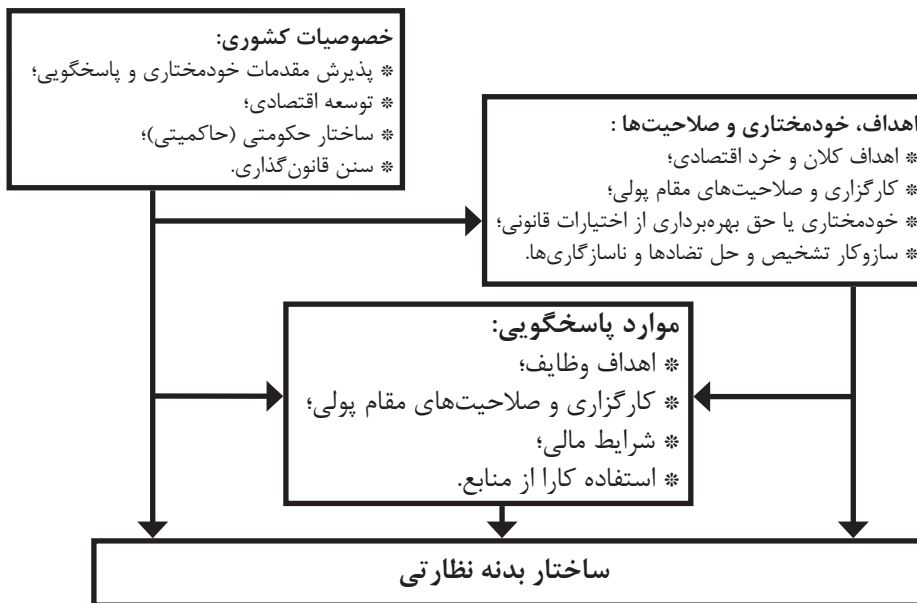 خصوصیات کشوری:
* پذیرش مقدمات خودمختاری و پاسخگویی؛
* توسعه اقتصادی؛
* ساختار حکومتی (حاکمیتی)؛
* سنن قانون‌گذاری.
اهداف، خودمختاری و صلاحیت‌ها :
* اهداف کلان و خرد اقتصادی؛
* کارگزاری و صلاحیت‌های مقام پولی؛
* خودمختاری یا حق بهره‌برداری از اختیارات قانونی؛
* سازوکار تشخیص و حل تضادها و ناسازگاری‌ها.
موارد پاسخگویی:
* اهداف وظایف؛
* کارگزاری و صلاحیت‌های مقام پولی؛
* شرایط مالی؛
* استفاده کارا از منابع.
ساختار بدنه نظارتی